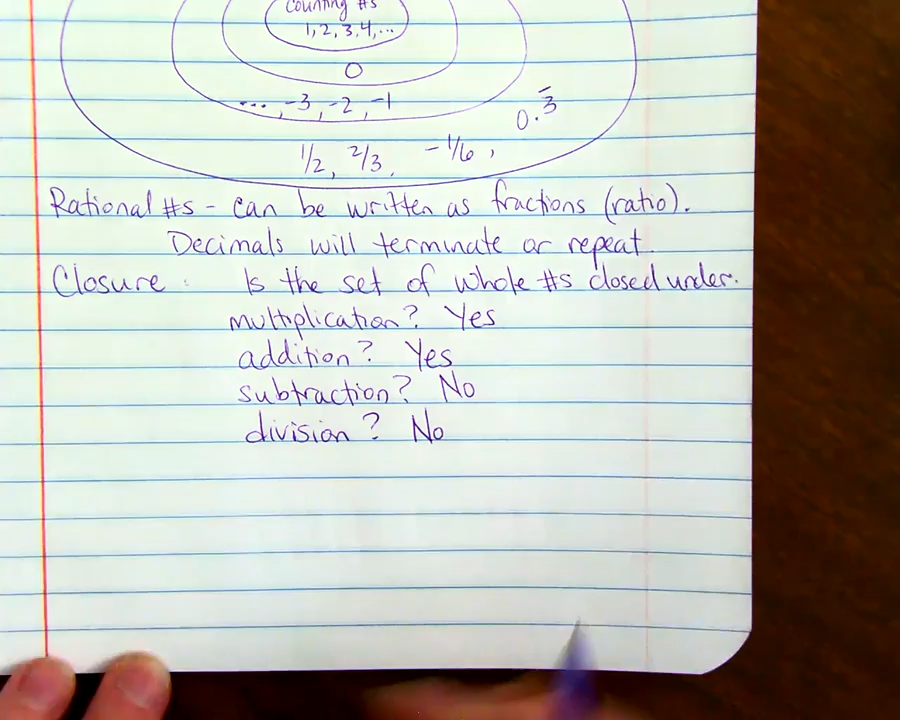 Counting #s
1, 2, 3, 4, ...
0
..., -3, -2, -1
0.3̅
1/2, 2/3, -1/6,
Rational #s - can be written as fractions (ratio).
Decimals will terminate or repeat
Closure: Is the set of whole #s closed under.
multiplication? Yes
addition? Yes
subtraction? No
division? No